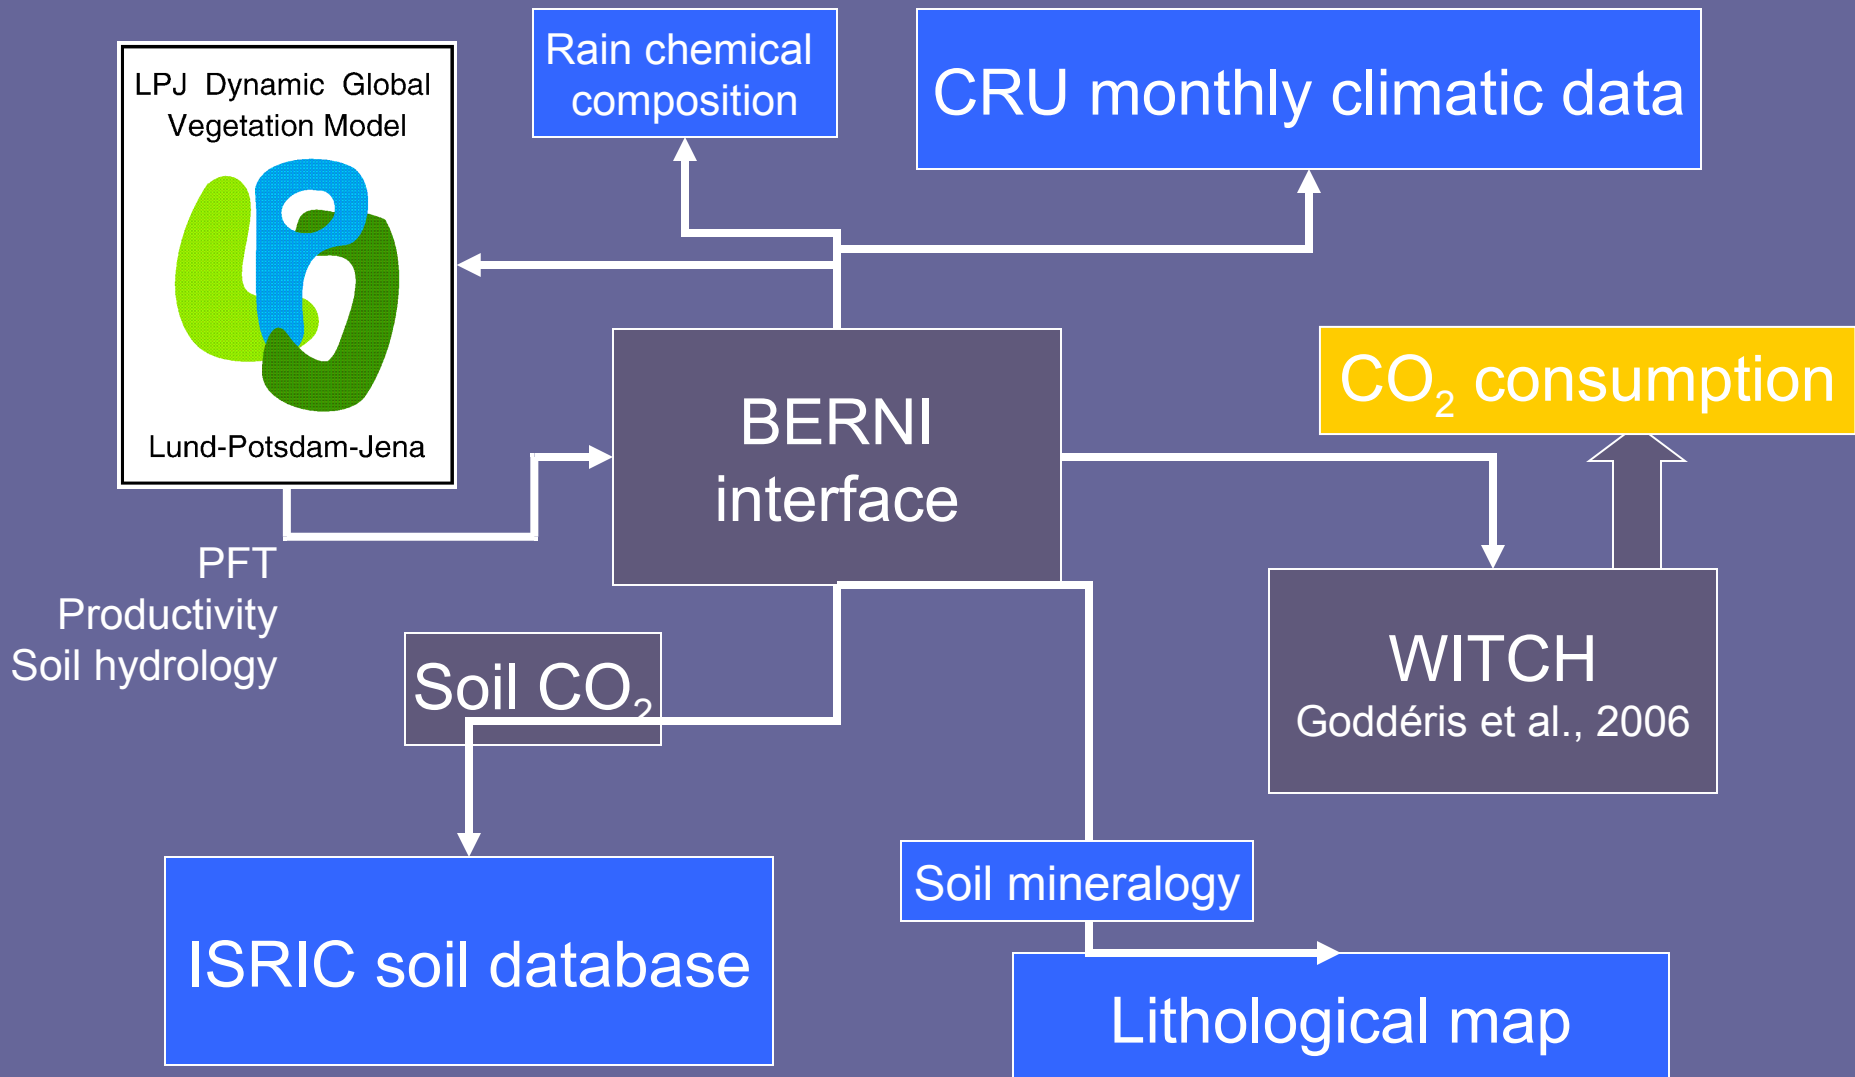 LPJ Dynamic Global
Vegetation Model
Lund-Potsdam-Jena
Rain chemical
composition
CRU monthly climatic data
BERNI
interface
CO₂ consumption
PFT
Productivity
Soil hydrology
Soil CO₂
WITCH
Goddéris et al., 2006
Soil mineralogy
ISRIC soil database
Lithological map